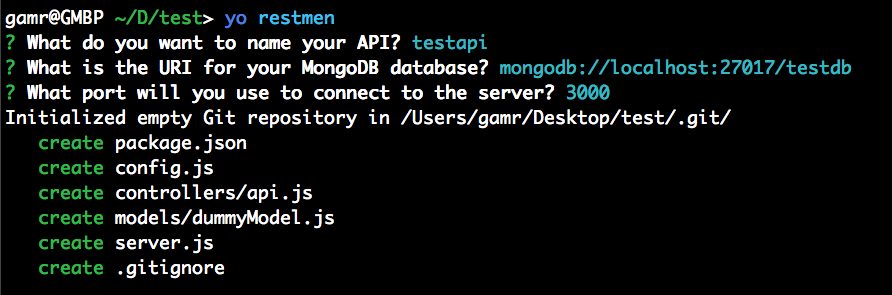 gamr@GMBP ~/D/test> yo restmen
? What do you want to name your API? testapi
? What is the URI for your MongoDB database? mongodb://localhost:27017/testdb
? What port will you use to connect to the server? 3000
Initialized empty Git repository in /Users/gamr/Desktop/test/.git/
   create package.json
   create config.js
   create controllers/api.js
   create models/dummyModel.js
   create server.js
   create .gitignore